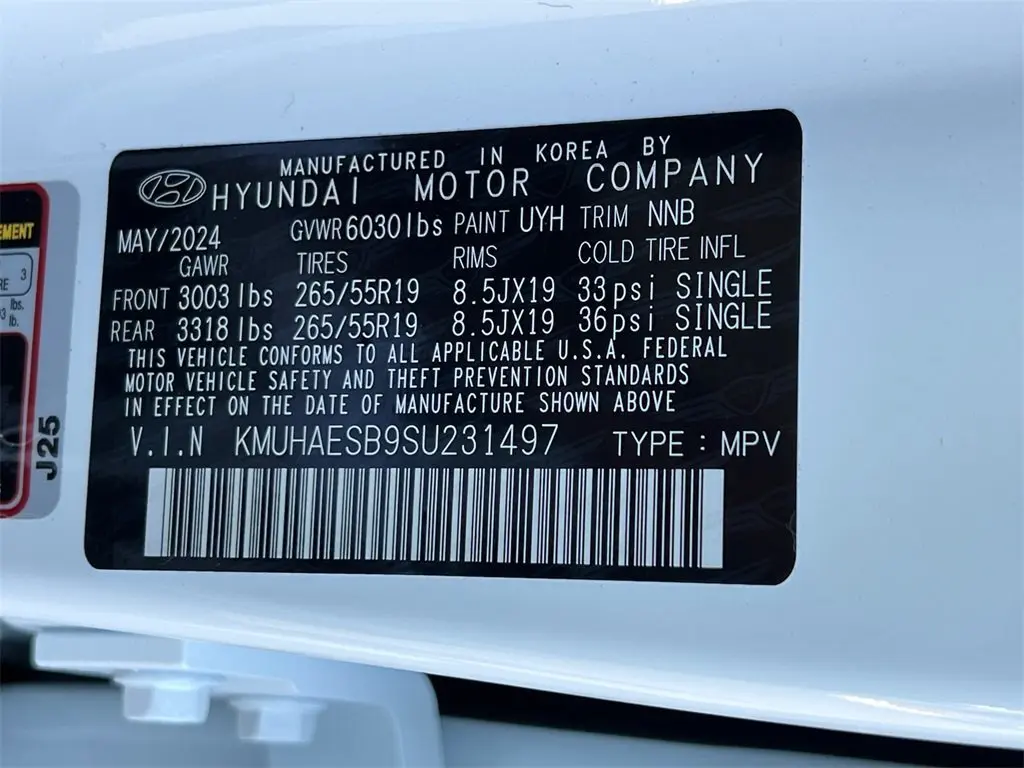 MANUFACTURED IN KOREA BY
HYUNDAI MOTOR COMPANY
MAY/2024 GVWR 6030lbs PAINT UYH TRIM NNB
GAWR TIRES RIMS COLD TIRE INFL
FRONT 3003lbs 265/55R19 8.5JX19 33psi SINGLE
REAR 3318lbs 265/55R19 8.5JX19 36psi SINGLE
THIS VEHICLE CONFORMS TO ALL APPLICABLE U.S.A. FEDERAL
MOTOR VEHICLE SAFETY AND THEFT PREVENTION STANDARDS
IN EFFECT ON THE DATE OF MANUFACTURE SHOWN ABOVE
V.I.N KMUHAESB9SU231497 TYPE : MPV
3
lbs.
lb.
J25